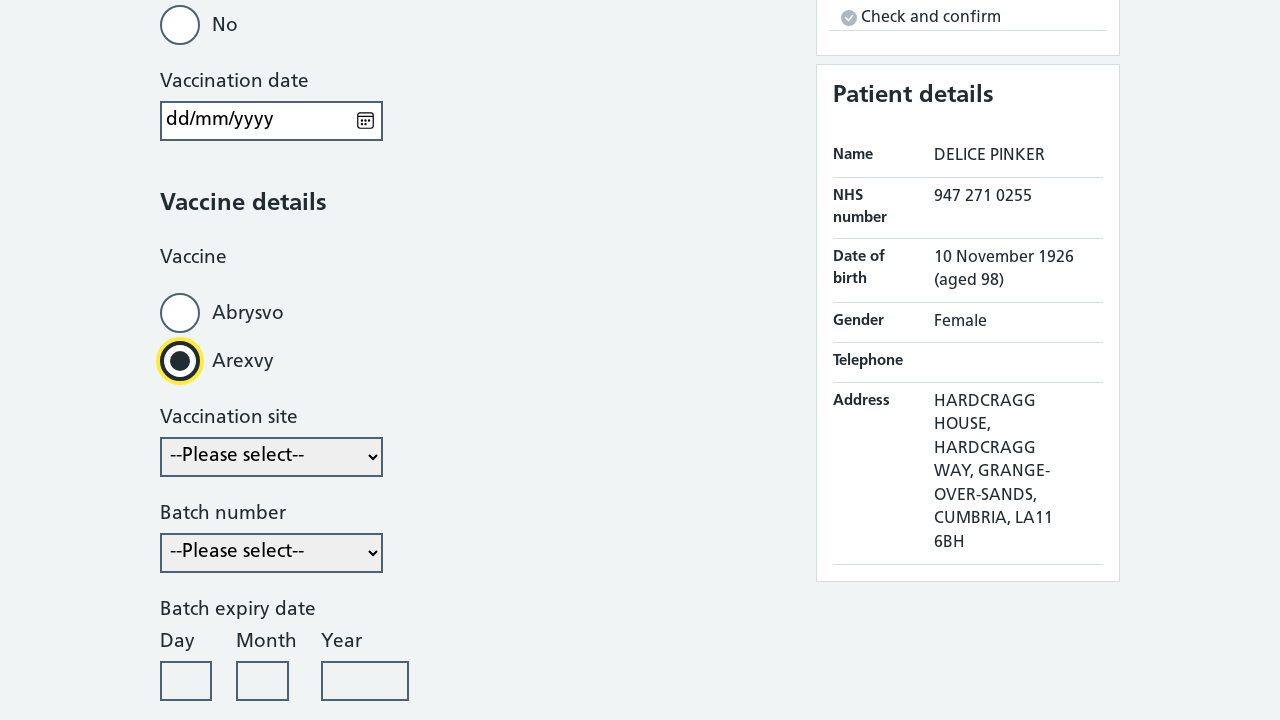 No
Vaccination date
dd/mm/yyyy
Vaccine details
Vaccine
Abrysvo
Arexvy
Vaccination site
--Please select--
Batch number
--Please select--
Batch expiry date
Day Month Year
Check and confirm
Patient details
Name DELICE PINKER
NHS 947 271 0255
number
Date of 10 November 1926
birth (aged 98)
Gender Female
Telephone
Address HARDCRAGG
HOUSE,
HARDCRAGG
WAY, GRANGE-
OVER-SANDS,
CUMBRIA, LA11
6BH